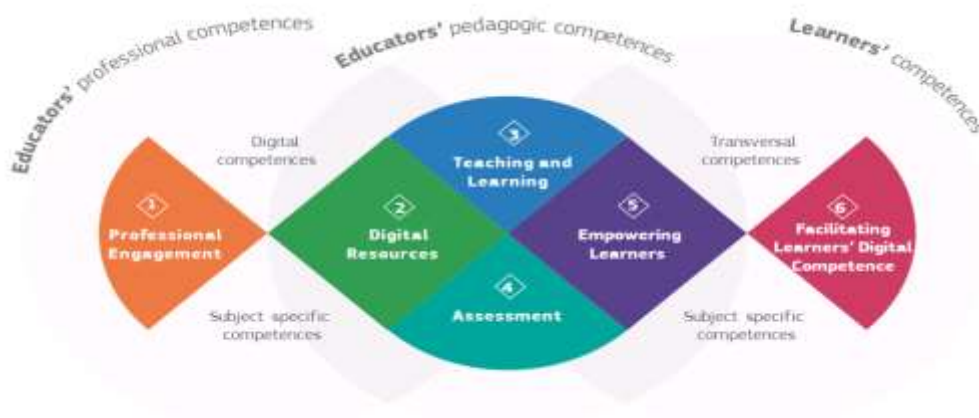 Educators' professional competences
Educators' pedagogic competences
Learners' competences
Digital
competences
Transversal
competences
1
Professional
Engagement
2
Digital
Resources
3
Teaching and
Learning
4
Assessment
5
Empowering
Learners
6
Facilitating
Learners' Digital
Competence
Subject specific
competences
Subject specific
competences